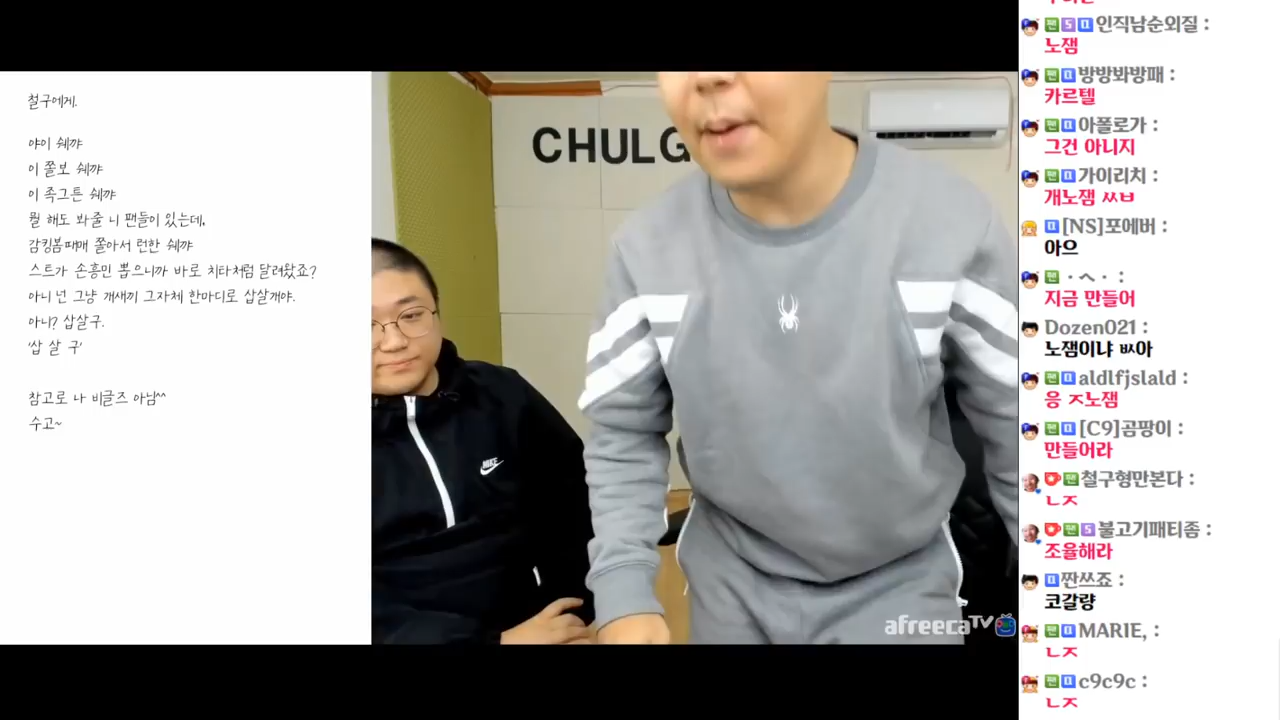 철구에게.
야이 쉐꺄
이 쫄보 쉐꺄
이 족그튼 쉐꺄
뭘 해도 봐줄 니 팬들이 있는데,
감킹봄때매 쫄아서 런한 쉐꺄
스트가 손흥민 뽑으니까 바로 치타처럼 달려왔죠?
아니 넌 그냥 개새끼 그자체 한마디로 삽살개야.
아니? 삽살구.
'삽 살 구'
참고로 나 비글즈 아님^^
수고~
CHULG
NIKE
afreecaTV
인직남순외질 :
노잼
방방봐방패 :
카르텔
아폴로가 :
그건 아니지
가이리치 :
개노잼 ㅆㅂ
[NS]포에버 :
아으
·ㅅ· :
지금 만들어
Dozen021 :
노잼이냐 ㅄ아
aldlfjslald :
응 ㅈ노잼
[C9]곰팡이 :
만들어라
철구형만본다 :
ㄴㅈ
불고기패티좀 :
조율해라
짠쓰죠 :
코갈량
MARIE, :
ㄴㅈ
c9c9c :
ㄴㅈ